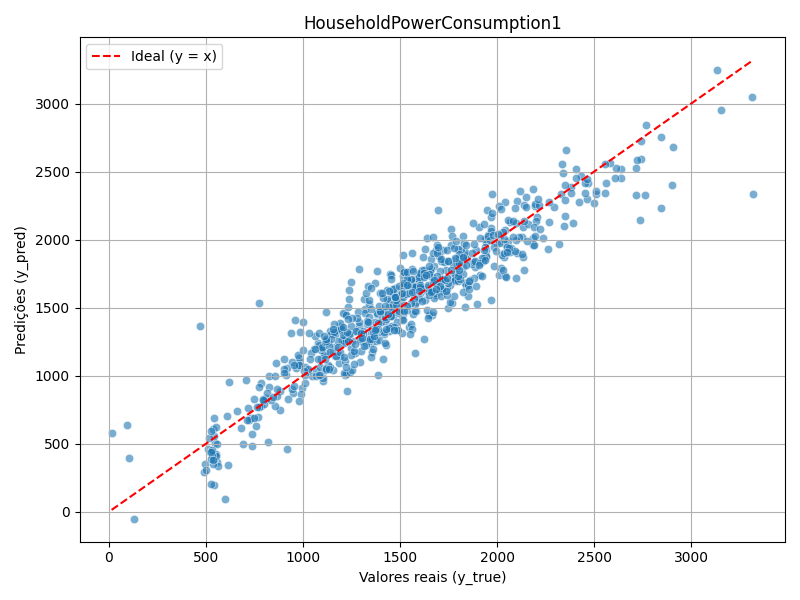 HouseholdPowerConsumption1
Ideal (y = x)
Predições (y_pred)
3000
2500
2000
1500
1000
500
0
0 500 1000 1500 2000 2500 3000
Valores reais (y_true)